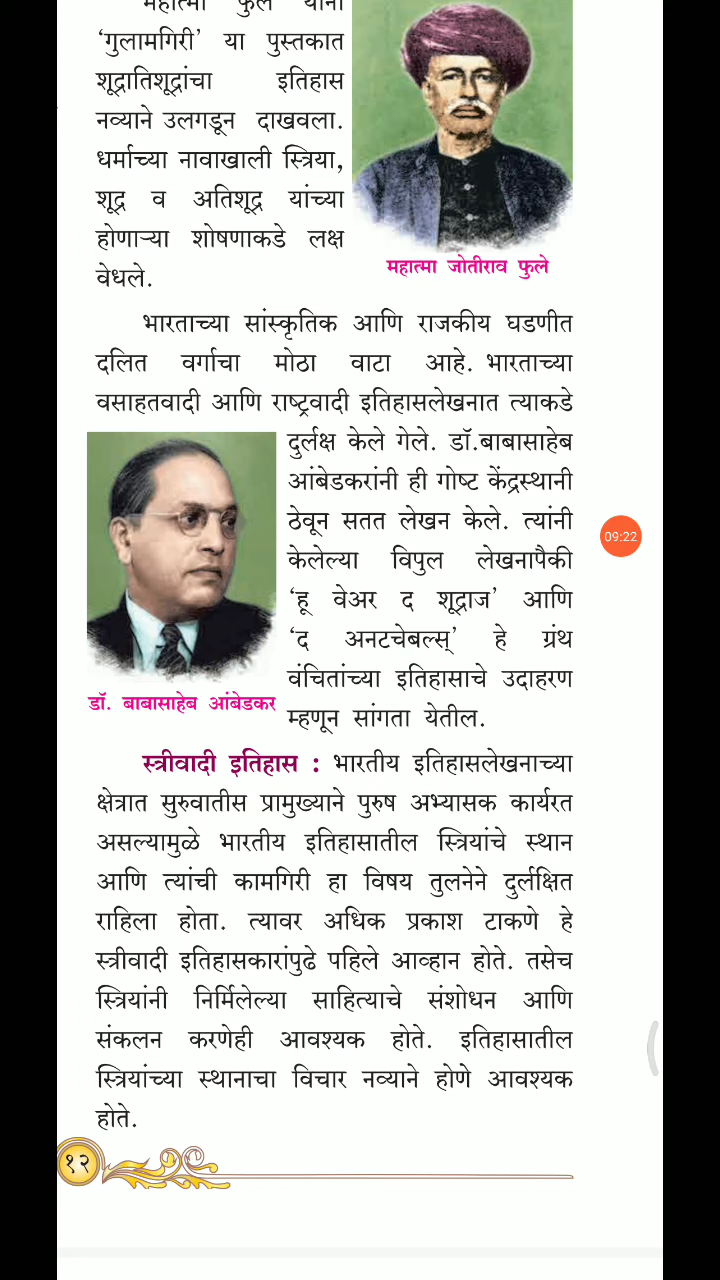 महात्मा फुले यांनी
‘गुलामगिरी’ या पुस्तकात
शूद्रातिशूद्रांचा इतिहास
नव्याने उलगडून दाखवला.
धर्माच्या नावाखाली स्त्रिया,
शूद्र व अतिशूद्र यांच्या
होणाऱ्या शोषणाकडे लक्ष
वेधले.
महात्मा जोतीराव फुले
भारताच्या सांस्कृतिक आणि राजकीय घडणीत
दलित वर्गाचा मोठा वाटा आहे. भारताच्या
वसाहतवादी आणि राष्ट्रवादी इतिहासलेखनात त्याकडे
दुर्लक्ष केले गेले. डॉ.बाबासाहेब
आंबेडकरांनी ही गोष्ट केंद्रस्थानी
ठेवून सतत लेखन केले. त्यांनी
केलेल्या विपुल लेखनापैकी
‘हू वेअर द शूद्राज’ आणि
‘द अनटचेबल्स्’ हे ग्रंथ
वंचितांच्या इतिहासाचे उदाहरण
म्हणून सांगता येतील.
डॉ. बाबासाहेब आंबेडकर
09:22
स्त्रीवादी इतिहास : भारतीय इतिहासलेखनाच्या
क्षेत्रात सुरुवातीस प्रामुख्याने पुरुष अभ्यासक कार्यरत
असल्यामुळे भारतीय इतिहासातील स्त्रियांचे स्थान
आणि त्यांची कामगिरी हा विषय तुलनेने दुर्लक्षित
राहिला होता. त्यावर अधिक प्रकाश टाकणे हे
स्त्रीवादी इतिहासकारांपुढे पहिले आव्हान होते. तसेच
स्त्रियांनी निर्मिलेल्या साहित्याचे संशोधन आणि
संकलन करणेही आवश्यक होते. इतिहासातील
स्त्रियांच्या स्थानाचा विचार नव्याने होणे आवश्यक
होते.
१२